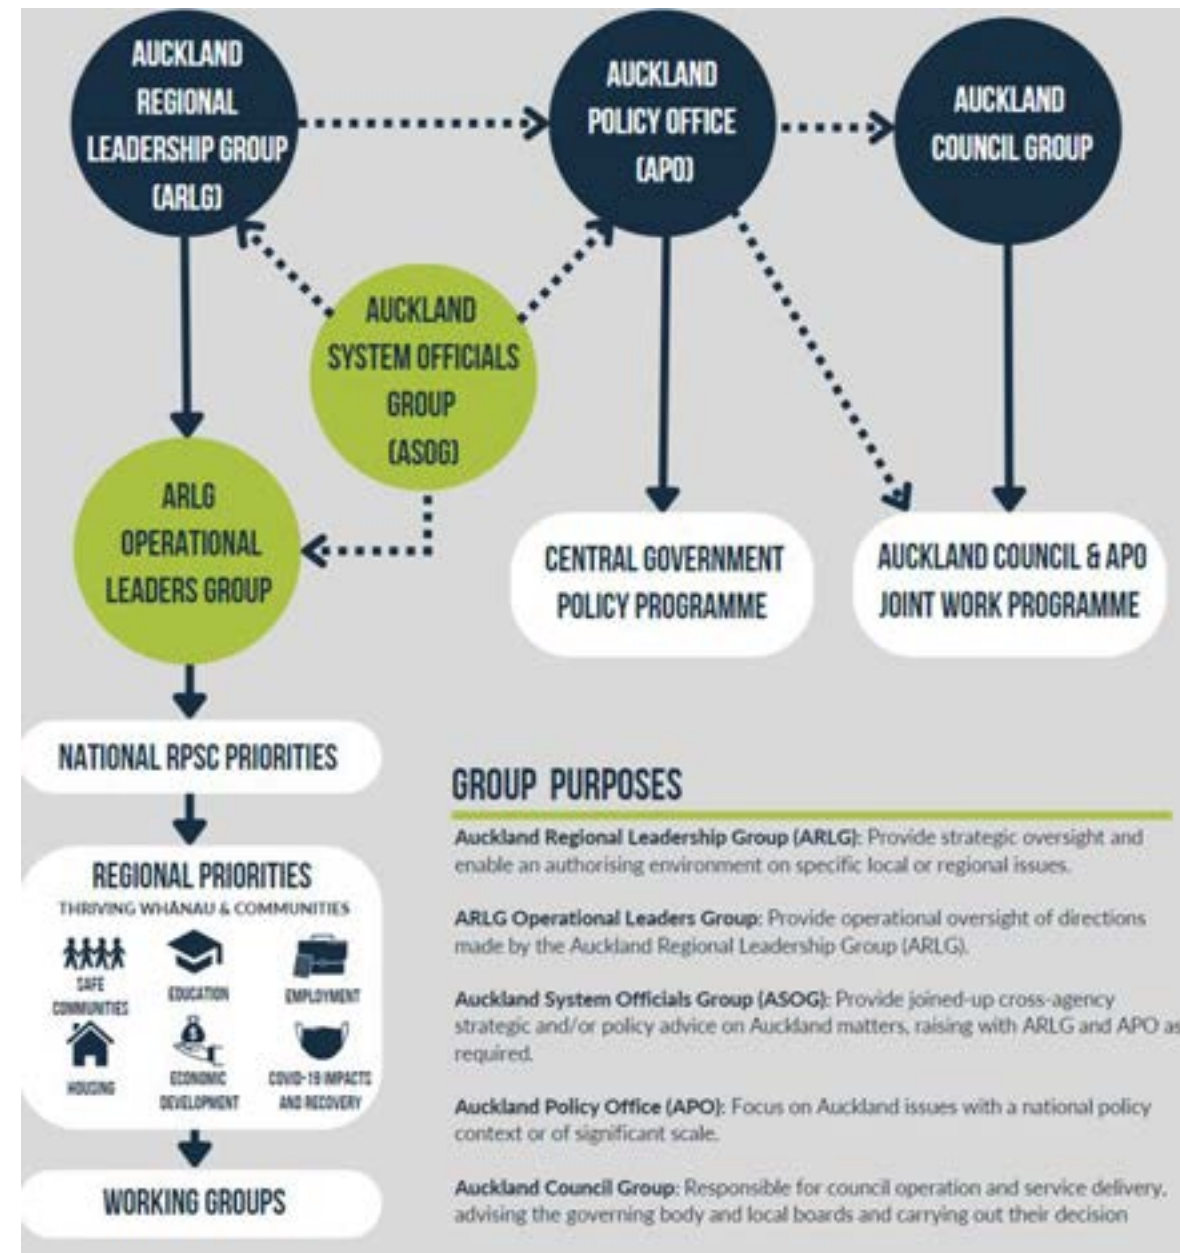 AUCKLAND
REGIONAL
LEADERSHIP GROUP
(ARLG)
AUCKLAND
POLICY OFFICE
(APO)
AUCKLAND
COUNCIL GROUP
AUCKLAND
SYSTEM OFFICIALS
GROUP
(ASOG)
ARLG
OPERATIONAL
LEADERS GROUP
CENTRAL GOVERNMENT
POLICY PROGRAMME
AUCKLAND COUNCIL & APO
JOINT WORK PROGRAMME
NATIONAL RPSC PRIORITIES
REGIONAL PRIORITIES
THRIVING WHĀNAU & COMMUNITIES
SAFE
COMMUNITIES
EDUCATION
EMPLOYMENT
HOUSING
ECONOMIC
DEVELOPMENT
COVID-19 IMPACTS
AND RECOVERY
WORKING GROUPS
GROUP PURPOSES
Auckland Regional Leadership Group (ARLG): Provide strategic oversight and
enable an authorising environment on specific local or regional issues.
ARLG Operational Leaders Group: Provide operational oversight of directions
made by the Auckland Regional Leadership Group (ARLG).
Auckland System Officials Group (ASOG): Provide joined-up cross-agency
strategic and/or policy advice on Auckland matters, raising with ARLG and APO as
required.
Auckland Policy Office (APO): Focus on Auckland issues with a national policy
context or of significant scale.
Auckland Council Group: Responsible for council operation and service delivery,
advising the governing body and local boards and carrying out their decision